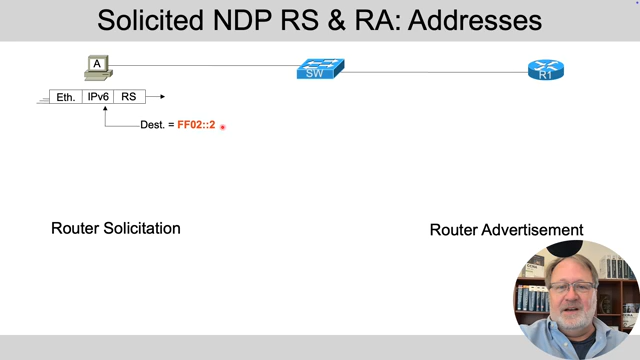 Solicited NDP RS & RA: Addresses
A
SW
R1
Eth. IPv6 RS
Dest. = FF02::2
Router Solicitation
Router Advertisement